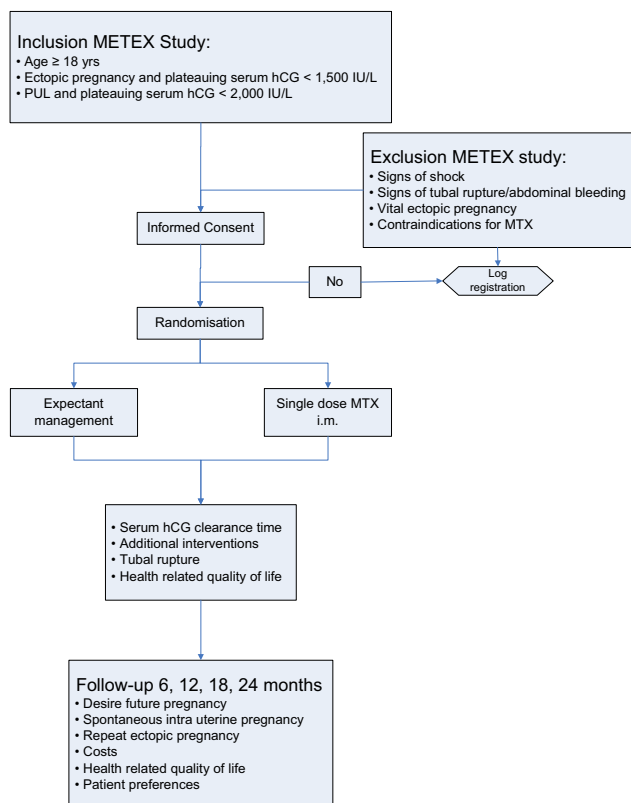 Inclusion METEX Study:
• Age ≥ 18 yrs
• Ectopic pregnancy and plateauing serum hCG < 1,500 IU/L
• PUL and plateauing serum hCG < 2,000 IU/L
Exclusion METEX study:
• Signs of shock
• Signs of tubal rupture/abdominal bleeding
• Vital ectopic pregnancy
• Contraindications for MTX
Informed Consent
No
Log
registration
Randomisation
Expectant
management
Single dose MTX
i.m.
• Serum hCG clearance time
• Additional interventions
• Tubal rupture
• Health related quality of life
Follow-up 6, 12, 18, 24 months
• Desire future pregnancy
• Spontaneous intra uterine pregnancy
• Repeat ectopic pregnancy
• Costs
• Health related quality of life
• Patient preferences